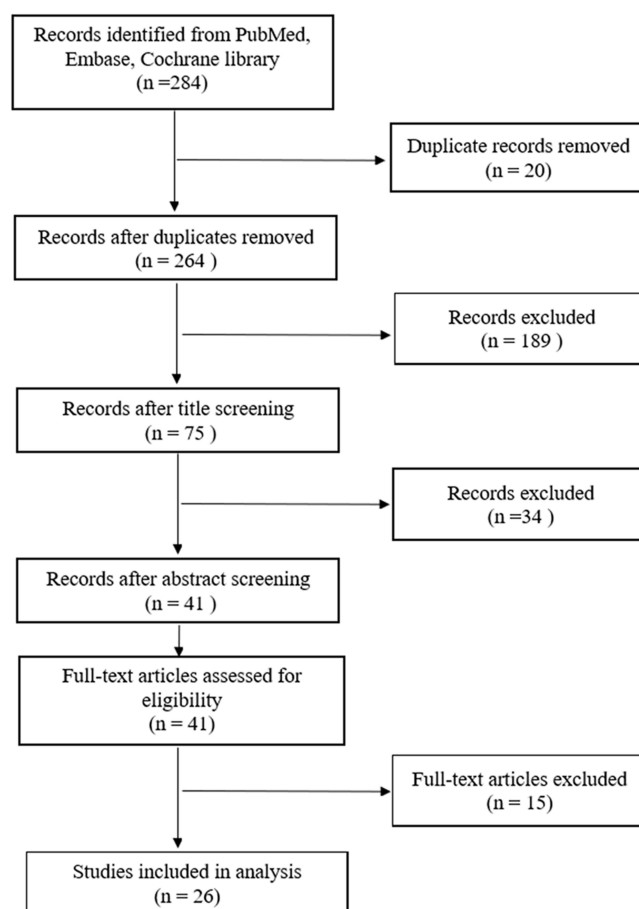 Records identified from PubMed,
Embase, Cochrane library
(n =284)
Duplicate records removed
(n = 20)
Records after duplicates removed
(n = 264 )
Records excluded
(n = 189 )
Records after title screening
(n = 75 )
Records excluded
(n =34 )
Records after abstract screening
(n = 41 )
Full-text articles assessed for
eligibility
(n = 41)
Full-text articles excluded
(n = 15)
Studies included in analysis
(n = 26)